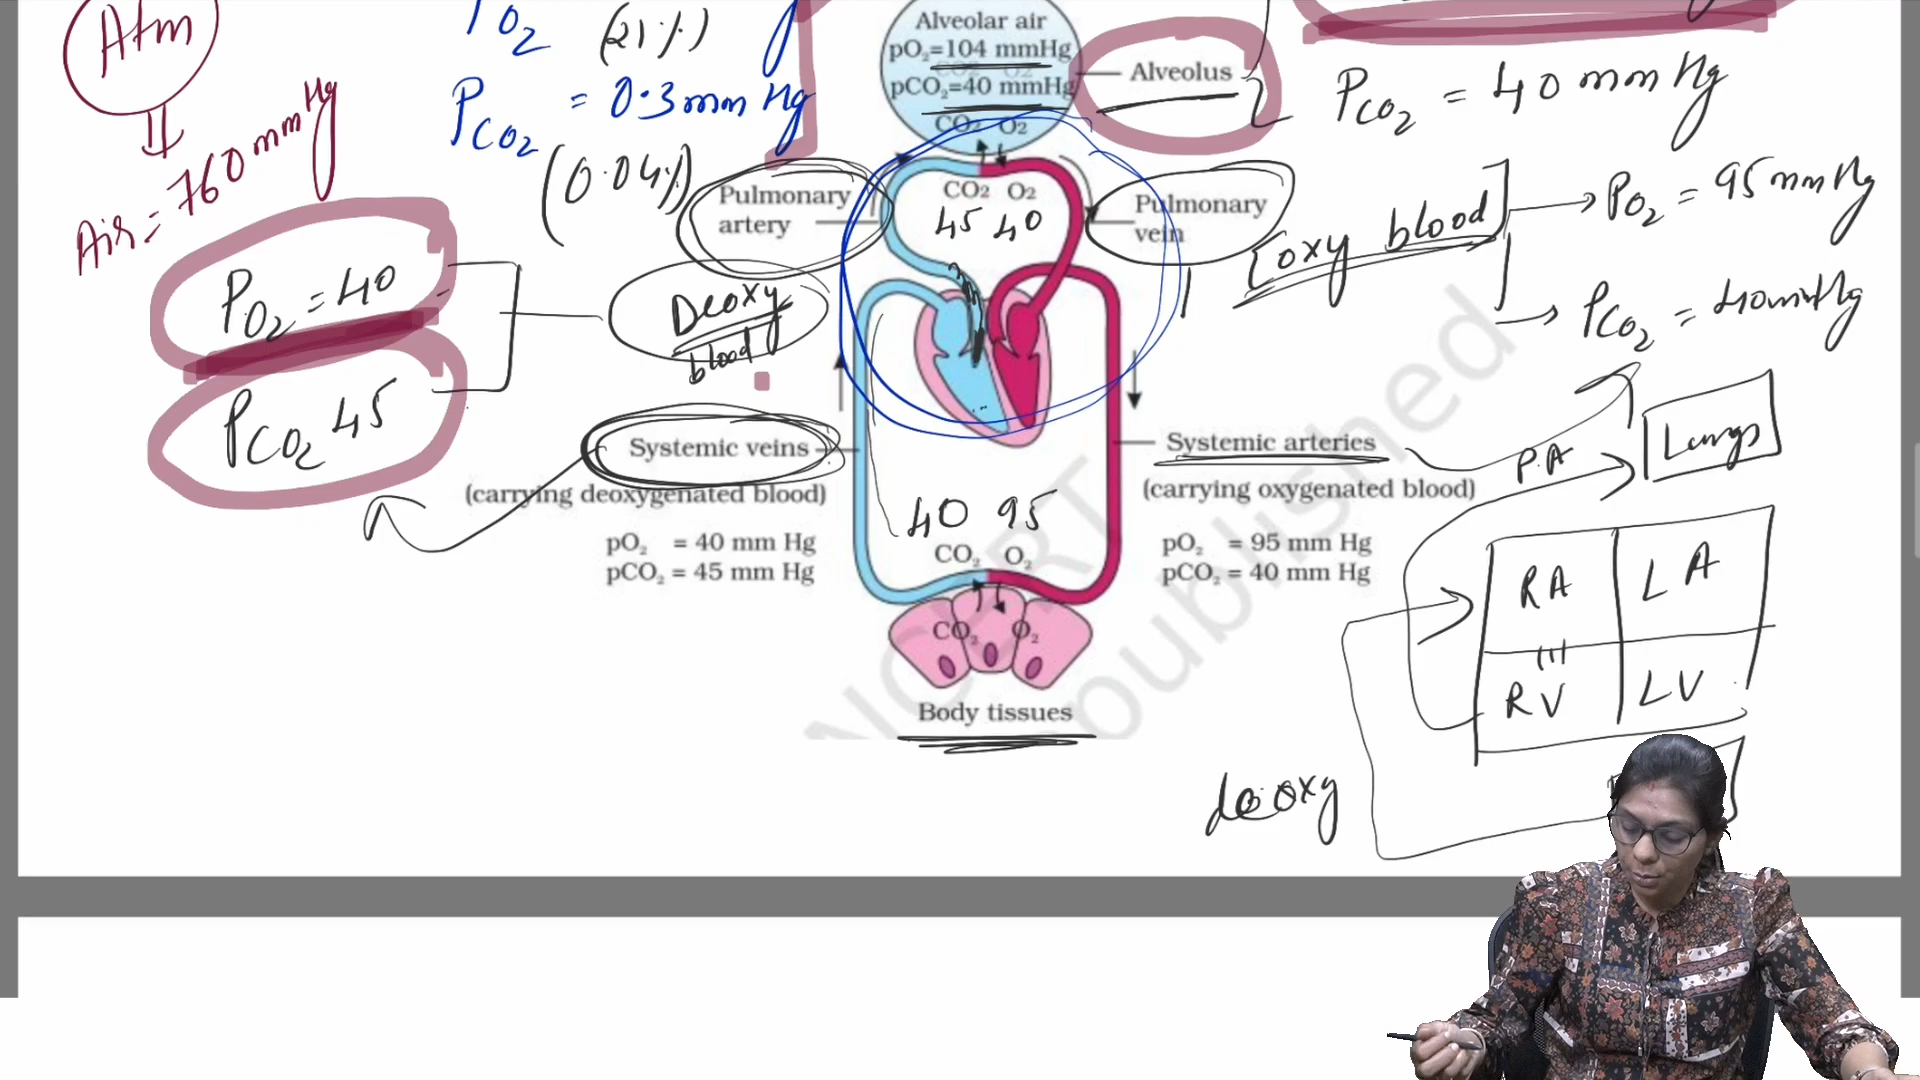 Atm
Air = 760 mm Hg
PO2 (21%)
PCO2 = 0.3 mm Hg
(0.04%)
Alveolar air
pO2=104 mmHg
pCO2=40 mmHg
CO2 O2
Alveolus
PCO2 = 40 mm Hg
Pulmonary
artery
CO2 O2
45 40
Pulmonary
vein
[oxy blood]
PO2 = 95 mm Hg
PCO2 = 40mmHg
PO2 = 40
PCO2 45
Deoxy
blood
Systemic veins
(carrying deoxygenated blood)
pO2 = 40 mm Hg
pCO2 = 45 mm Hg
40 95
CO2 O2
Systemic arteries
(carrying oxygenated blood)
pO2 = 95 mm Hg
pCO2 = 40 mm Hg
CO2 O2
Body tissues
P.A
Lungs
RA LA
RV LV
deoxy
NCERT
republished